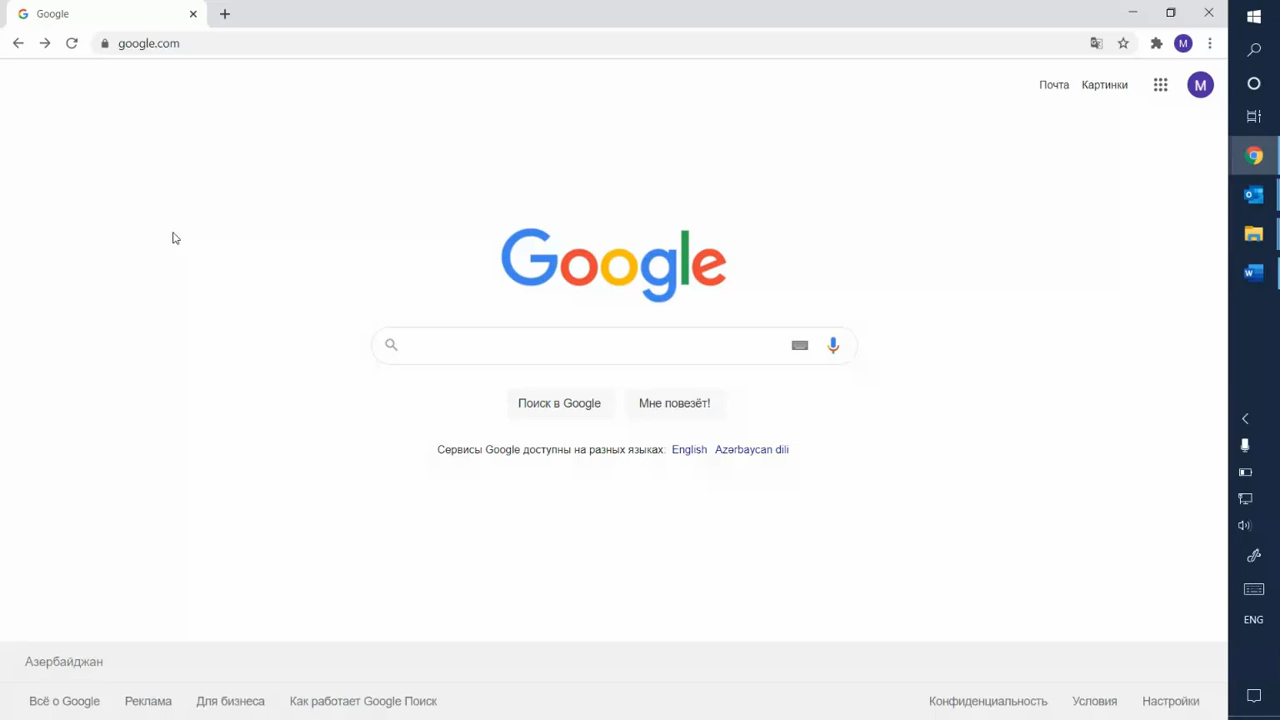 Google
google.com
M
Почта
Картинки
M
Google
Поиск в Google
Мне повезёт!
Сервисы Google доступны на разных языках: English Azərbaycan dili
Азербайджан
Всё о Google
Реклама
Для бизнеса
Как работает Google Поиск
Конфиденциальность
Условия
Настройки
ENG